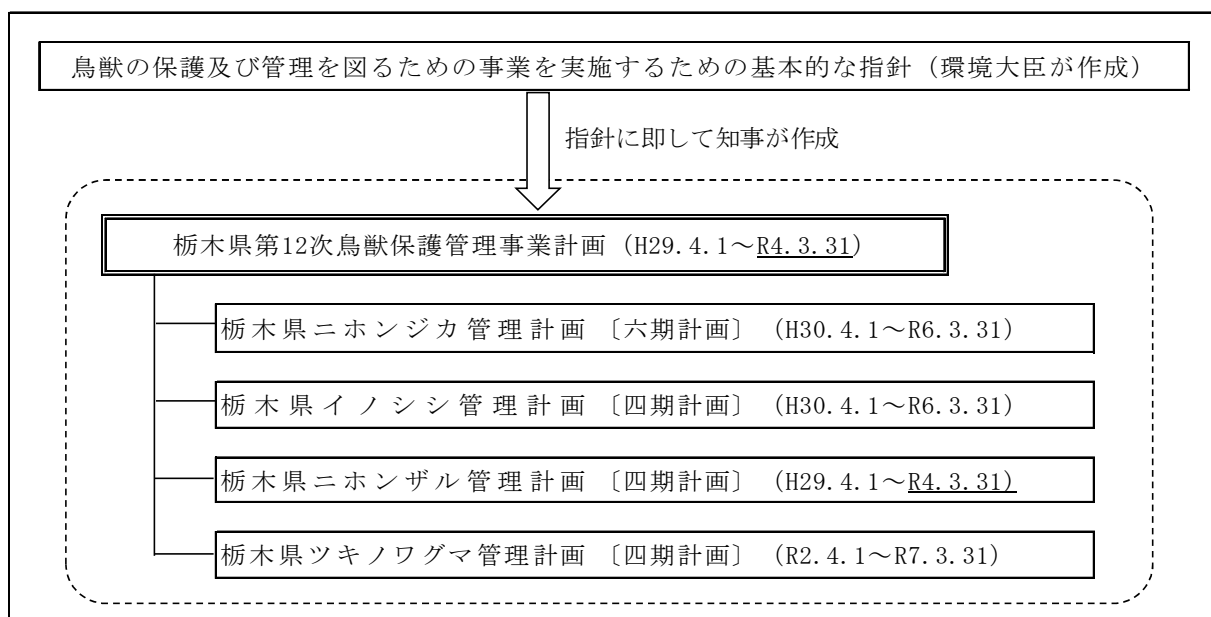 鳥獣の保護及び管理を図るための事業を実施するための基本的な指針（環境大臣が作成）
指針に即して知事が作成
栃木県第12次鳥獣保護管理事業計画（H29.4.1～R4.3.31）
栃木県ニホンジカ管理計画〔六期計画〕（H30.4.1～R6.3.31）
栃木県イノシシ管理計画〔四期計画〕（H30.4.1～R6.3.31）
栃木県ニホンザル管理計画〔四期計画〕（H29.4.1～R4.3.31）
栃木県ツキノワグマ管理計画〔四期計画〕（R2.4.1～R7.3.31）